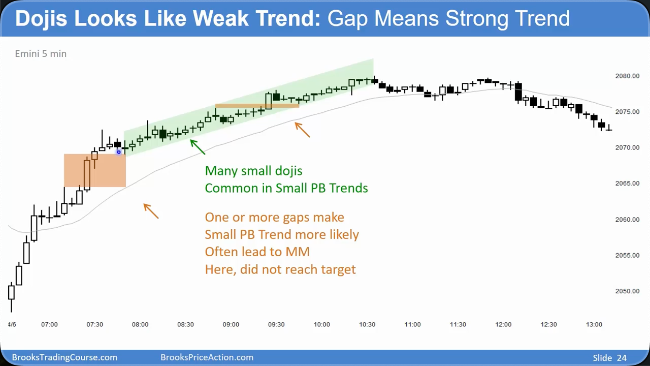 Dojis Looks Like Weak Trend: Gap Means Strong Trend
Emini 5 min
2080.00
2075.00
2070.00
2065.00
2060.00
2055.00
2050.00
Many small dojis
Common in Small PB Trends
One or more gaps make
Small PB Trend more likely
Often lead to MM
Here, did not reach target
4/6 07:00 07:30 08:00 08:30 09:00 09:30 10:00 10:30 11:00 11:30 12:00 12:30 13:00
BrooksTradingCourse.com BrooksPriceAction.com Slide 24